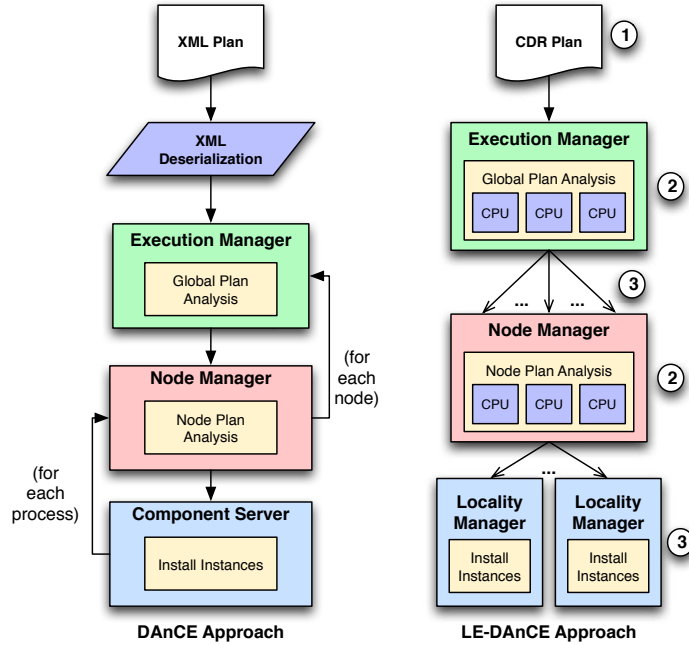 XML Plan
XML
Deserialization
Execution Manager
Global Plan
Analysis
(for
each
node)
Node Manager
Node Plan
Analysis
(for
each
process)
Component Server
Install Instances
DAnCE Approach
CDR Plan
1
Execution Manager
Global Plan Analysis
CPU CPU CPU
2
3
... ...
Node Manager
Node Plan Analysis
CPU CPU CPU
2
...
Locality
Manager
Install
Instances
Locality
Manager
Install
Instances
3
LE-DAnCE Approach